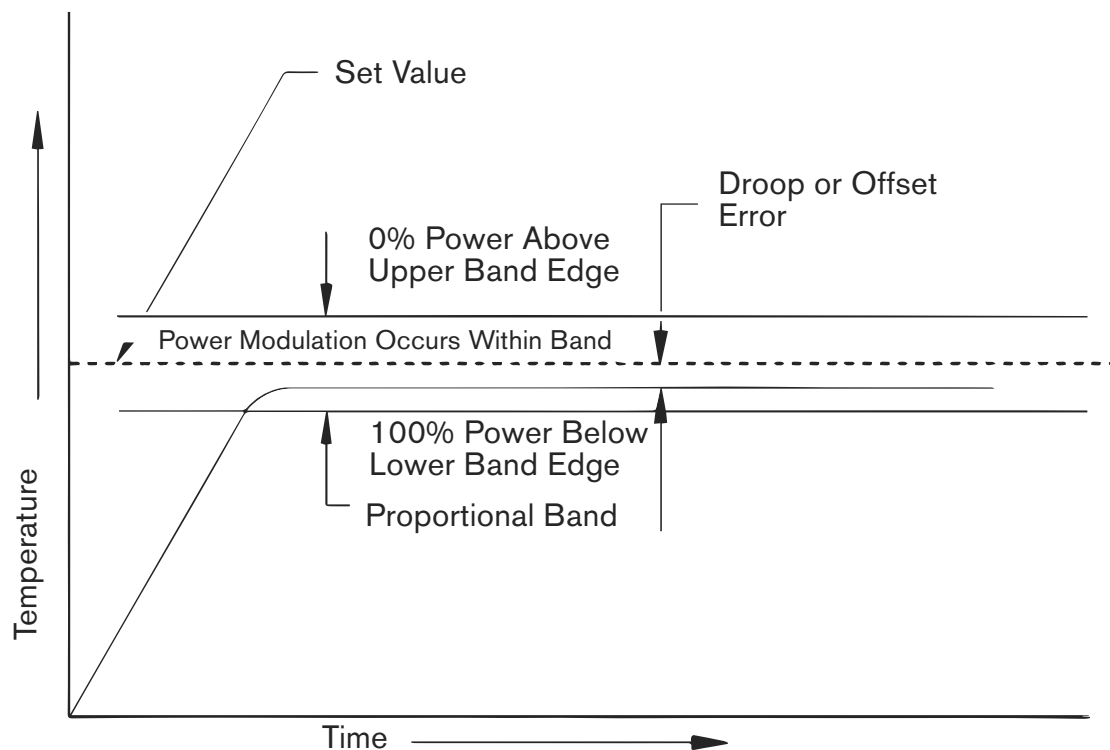 Set Value
Droop or Offset
Error
0% Power Above
Upper Band Edge
Power Modulation Occurs Within Band
100% Power Below
Lower Band Edge
Proportional Band
Temperature
Time